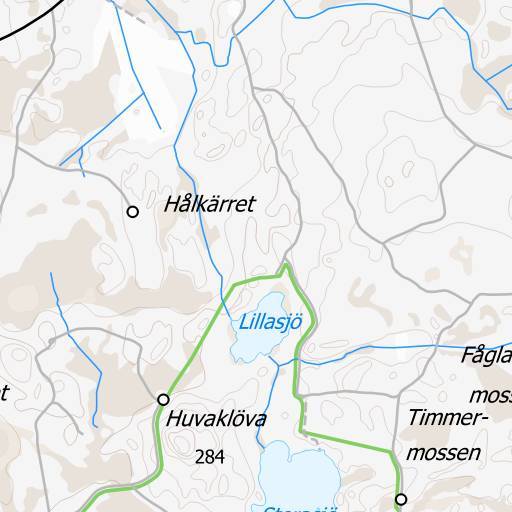 Hålkärret
Lillasjö
Fågla
moss
Huvaklöva
Timmer-
mossen
284